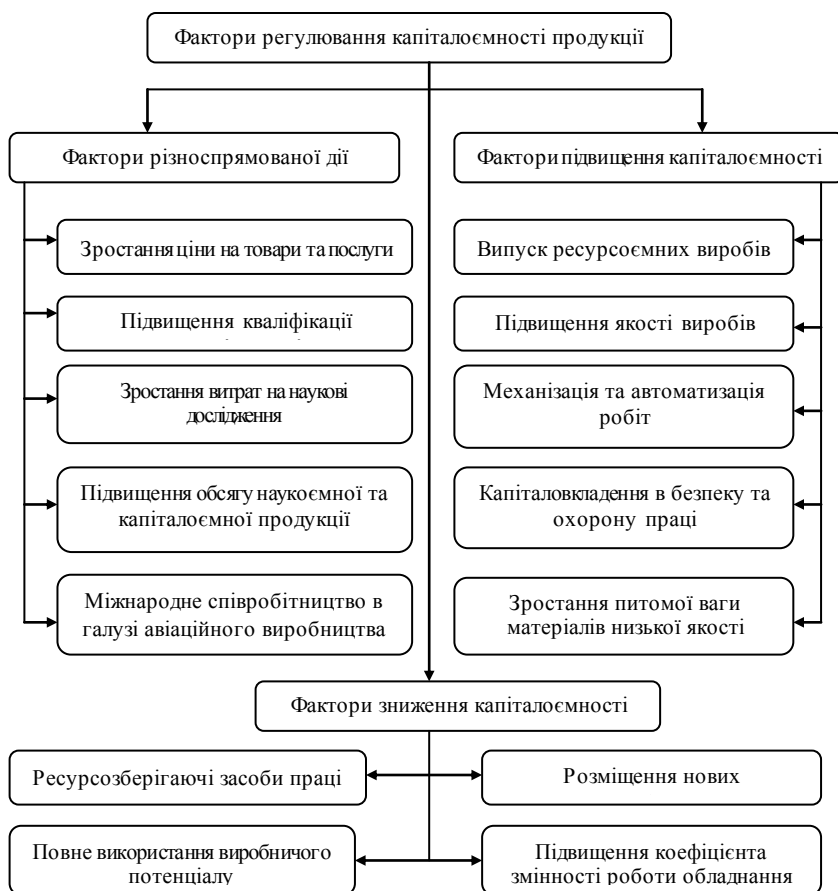 Фактори регулювання капіталоємності продукції
Фактори різноспрямованої дії
Зростання ціни на товари та послуги
Підвищення кваліфікації
Зростання витрат на наукові
дослідження
Підвищення обсягу наукоємної та
капіталоємної продукції
Міжнародне співробітництво в
галузі авіаційного виробництва
Фактори підвищення капіталоємності
Випуск ресурсоємних виробів
Підвищення якості виробів
Механізація та автоматизація
робіт
Капіталовкладення в безпеку та
охорону праці
Зростання питомої ваги
матеріалів низької якості
Фактори зниження капіталоємності
Ресурсозберігаючі засоби праці
Розміщення нових
Повне використання виробничого
потенціалу
Підвищення коефіцієнта
змінності роботи обладнання